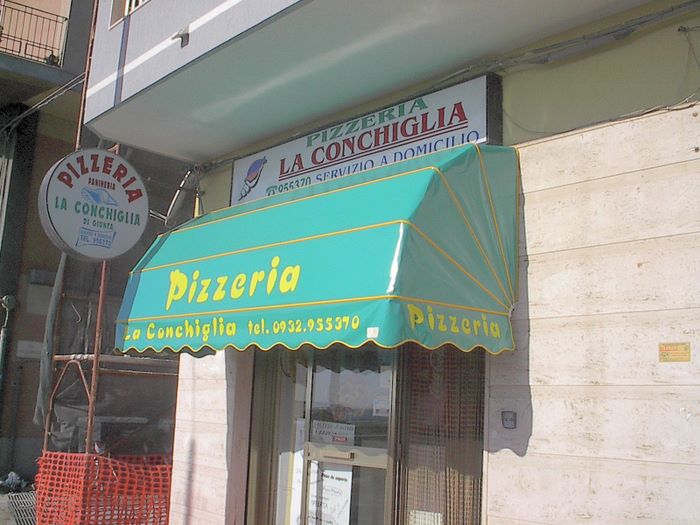 PIZZERIA
LA CONCHIGLIA
955370 SERVIZIO A DOMICILIO
PIZZERIA
PANINERIA
LA CONCHIGLIA
DI GIUNTA
TEL. 955370
Pizzeria
La Conchiglia tel. 0932.955370
Pizzeria